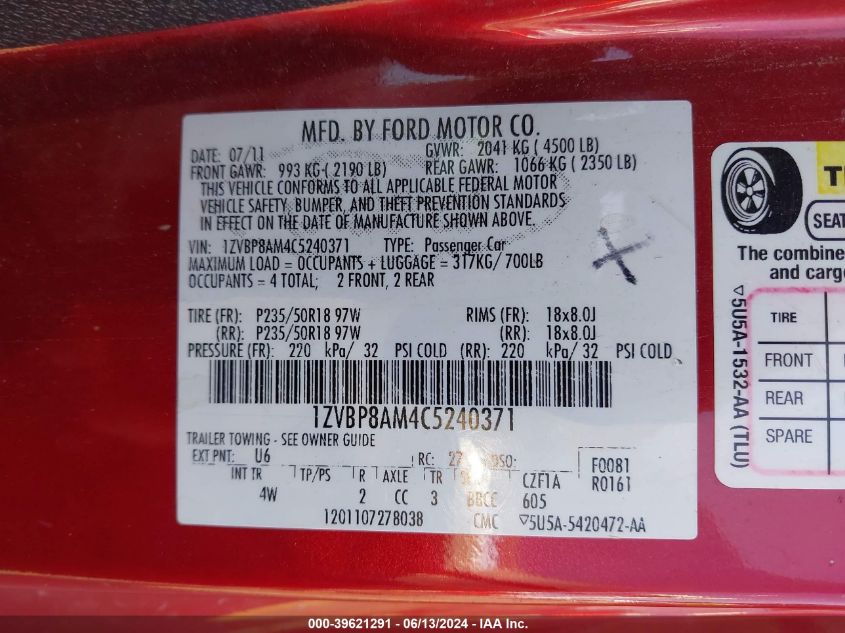 MFD. BY FORD MOTOR CO.
DATE: 07/11 GVWR: 2041 KG ( 4500 LB)
FRONT GAWR: 993 KG ( 2190 LB) REAR GAWR: 1066 KG ( 2350 LB)
THIS VEHICLE CONFORMS TO ALL APPLICABLE FEDERAL MOTOR
VEHICLE SAFETY, BUMPER, AND THEFT PREVENTION STANDARDS
IN EFFECT ON THE DATE OF MANUFACTURE SHOWN ABOVE.
VIN: 1ZVBP8AM4C5240371 TYPE: Passenger Car
MAXIMUM LOAD = OCCUPANTS + LUGGAGE = 317KG/ 700LB
OCCUPANTS = 4 TOTAL; 2 FRONT, 2 REAR
TIRE (FR): P235/50R18 97W RIMS (FR): 18x8.0J
(RR): P235/50R18 97W (RR): 18x8.0J
PRESSURE (FR): 220 kPa/ 32 PSI COLD (RR): 220 kPa/ 32 PSI COLD
1ZVBP8AM4C5240371
TRAILER TOWING - SEE OWNER GUIDE
EXT PNT: U6 RC: 27 DSO: F0081
INT TR TP/PS R AXLE TR CZF1A R0161
4W 2 CC 3 BBCC 605
1201107278038 CMC ▽5U5A-5420472-AA
SEAT
The combine
and cargo
TIRE
FRONT
REAR
SPARE
▽5U5A-1532-AA (TLU)
000-39621291 - 06/13/2024 - IAA Inc.